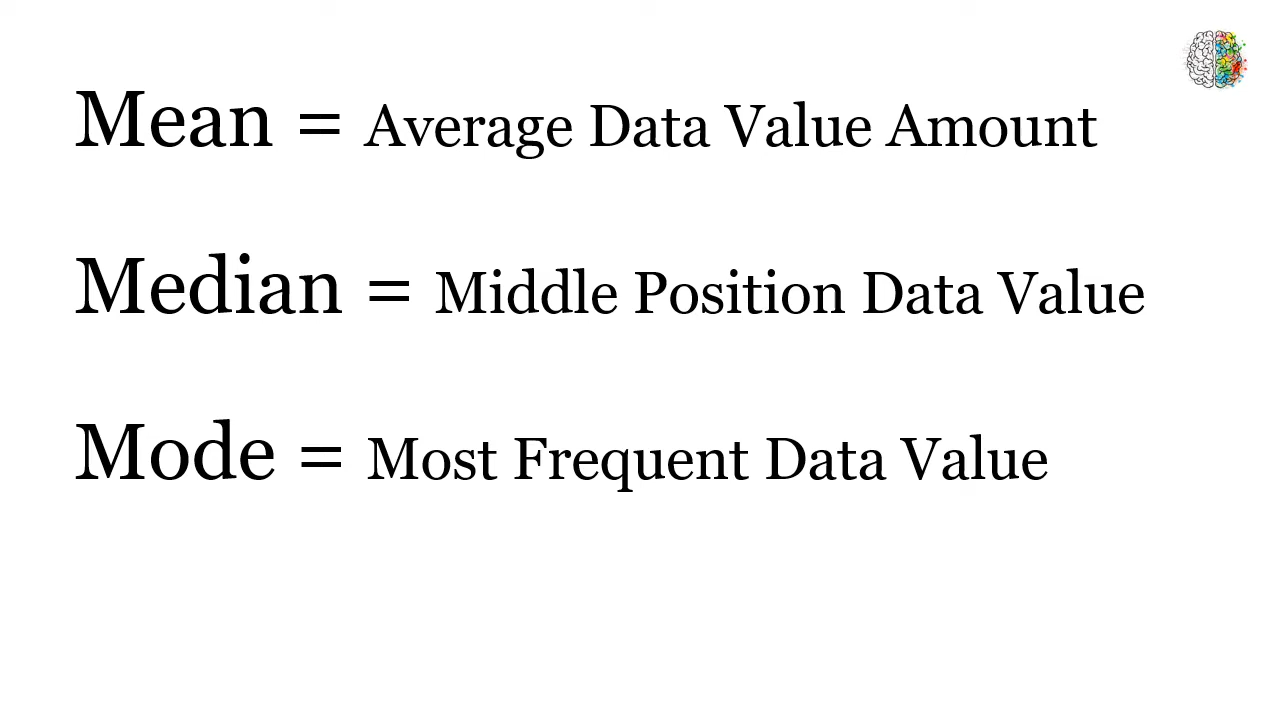 Mean = Average Data Value Amount
Median = Middle Position Data Value
Mode = Most Frequent Data Value